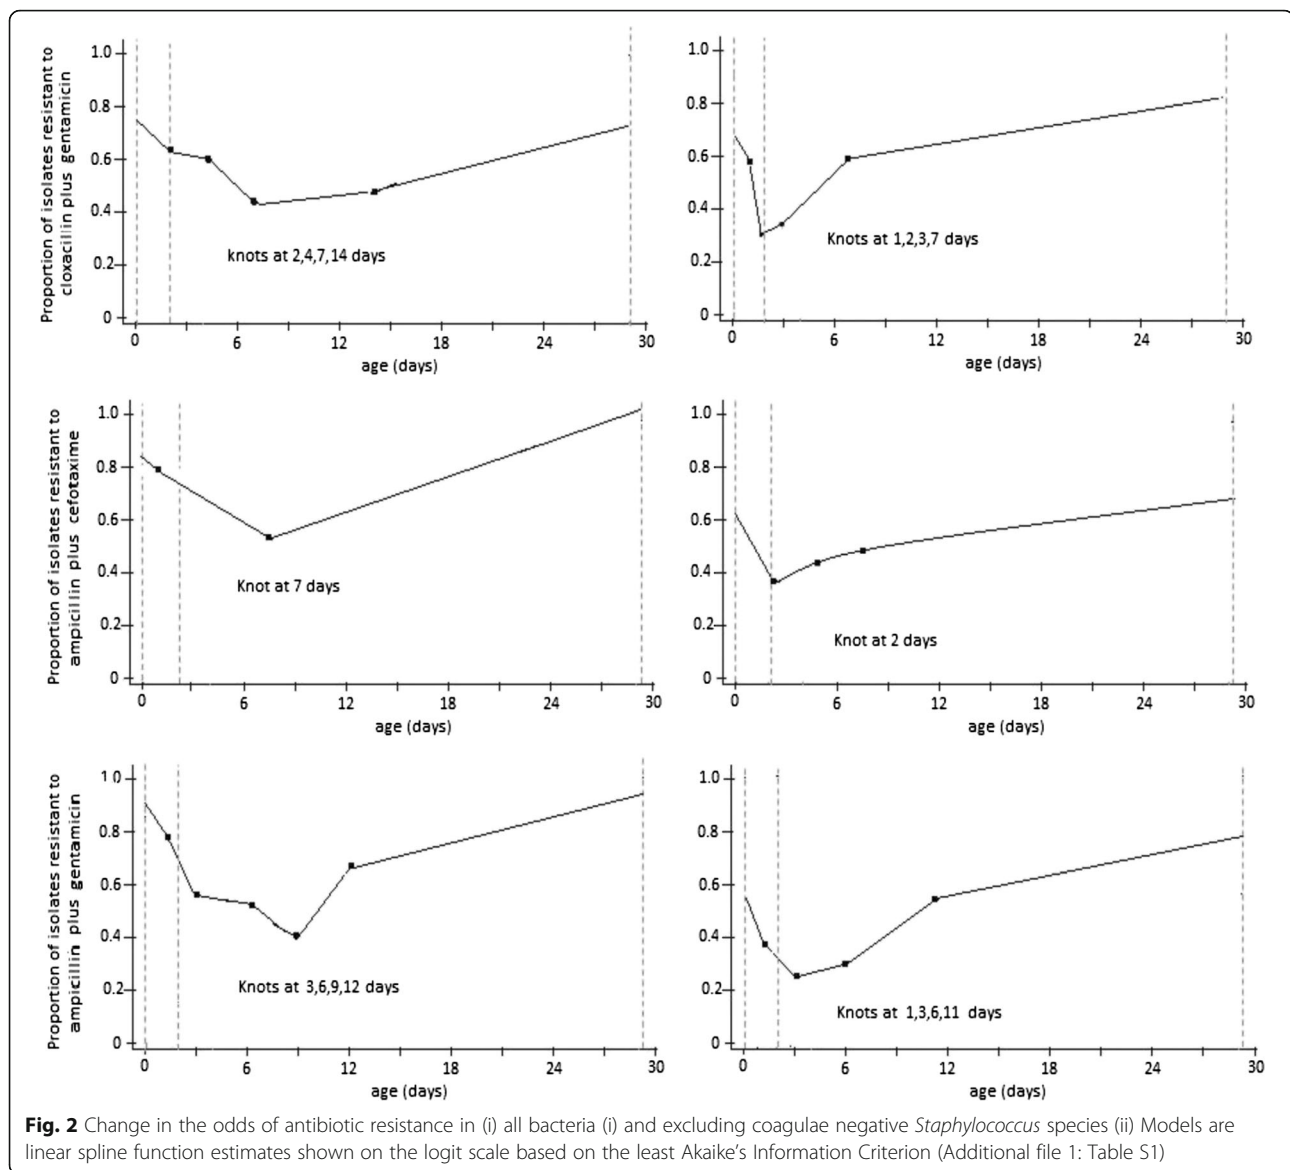 Proportion of isolates resistant to
cloxacillin plus gentamicin
1.0
0.8
0.6
0.4
0.2
0
knots at 2,4,7,14 days
0 6 12 18 24 30
age (days)
1.0
0.8
0.6
0.4
0.2
0
Knots at 1,2,3,7 days
0 6 12 18 24 30
age (days)
Proportion of isolates resistant to
ampicillin plus cefotaxime
1.0
0.8
0.6
0.4
0.2
0
Knot at 7 days
0 6 12 18 24 30
age (days)
1.0
0.8
0.6
0.4
0.2
0
Knot at 2 days
0 6 12 18 24 30
age (days)
Proportion of isolates resistant to
ampicillin plus gentamicin
1 0
0.8
0.6
0.4
0.2
0
Knots at 3,6,9,12 days
0 6 12 18 24 30
age (days)
1 0
0.8
0.6
0.4
0.2
0
Knots at 1,3,6,11 days
0 6 12 18 24 30
age (days)
Fig. 2 Change in the odds of antibiotic resistance in (i) all bacteria (i) and excluding coagulae negative Staphylococcus species (ii) Models are
linear spline function estimates shown on the logit scale based on the least Akaike's Information Criterion (Additional file 1: Table S1)